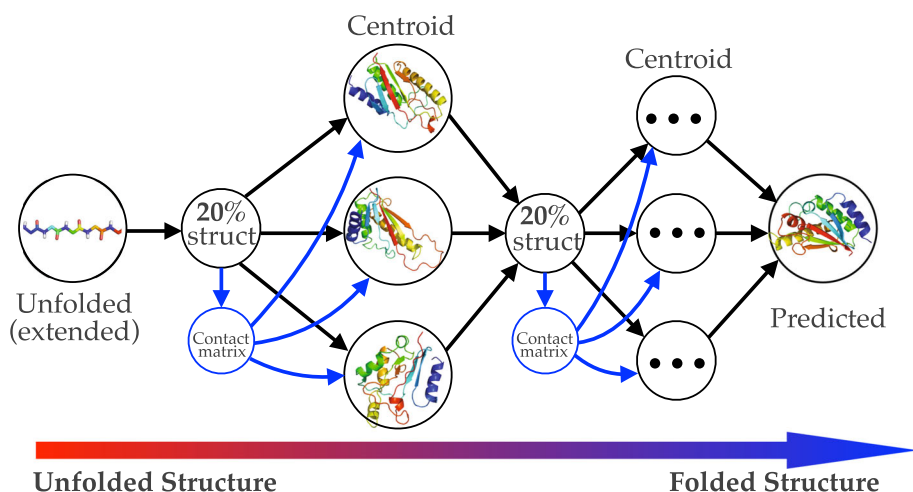 Centroid
Centroid
20%
struct
20%
struct
Unfolded
(extended)
Contact
matrix
Contact
matrix
Predicted
Unfolded Structure
Folded Structure